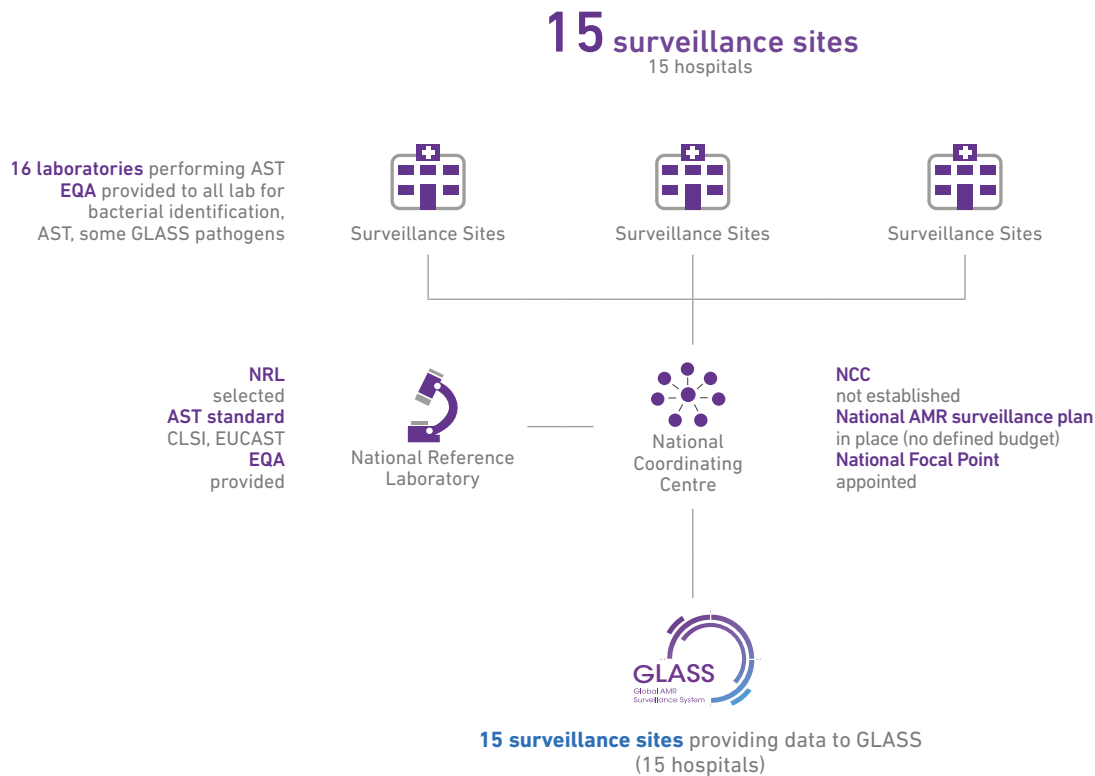 15 surveillance sites
15 hospitals
16 laboratories performing AST
EQA provided to all lab for
bacterial identification,
AST, some GLASS pathogens
Surveillance Sites
Surveillance Sites
Surveillance Sites
NRL
selected
AST standard
CLSI, EUCAST
EQA
provided
National Reference
Laboratory
National
Coordinating
Centre
NCC
not established
National AMR surveillance plan
in place (no defined budget)
National Focal Point
appointed
GLASS
Global AMR
Surveillance System
15 surveillance sites providing data to GLASS
(15 hospitals)